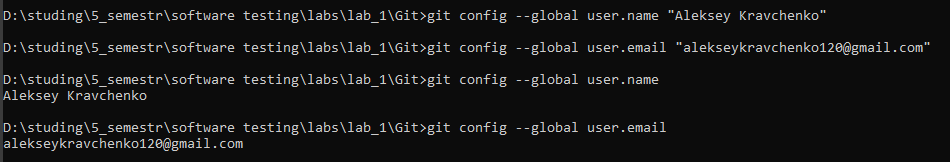 D:\studing\5_semestr\software testing\labs\lab_1\Git>git config --global user.name "Aleksey Kravchenko"
D:\studing\5_semestr\software testing\labs\lab_1\Git>git config --global user.email "alekseykravchenko120@gmail.com"
D:\studing\5_semestr\software testing\labs\lab_1\Git>git config --global user.name
Aleksey Kravchenko
D:\studing\5_semestr\software testing\labs\lab_1\Git>git config --global user.email
alekseykravchenko120@gmail.com